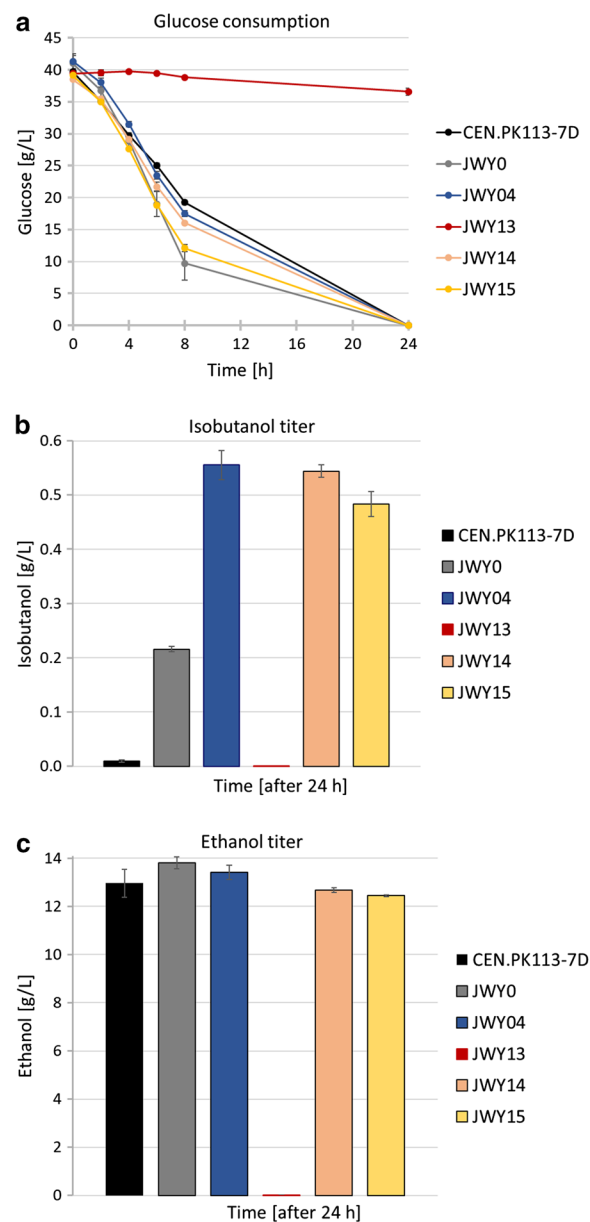 a
Glucose consumption
45
40
35
30
25
20
15
10
5
0
Glucose [g/L]
0 4 8 12 16 20 24
Time [h]
CEN.PK113-7D
JWY0
JWY04
JWY13
JWY14
JWY15
b
Isobutanol titer
0.6
0.5
0.4
0.3
0.2
0.1
0.0
Isobutanol [g/L]
Time [after 24 h]
CEN.PK113-7D
JWY0
JWY04
JWY13
JWY14
JWY15
c
Ethanol titer
14
12
10
8
6
4
2
0
Ethanol [g/L]
Time [after 24 h]
CEN.PK113-7D
JWY0
JWY04
JWY13
JWY14
JWY15